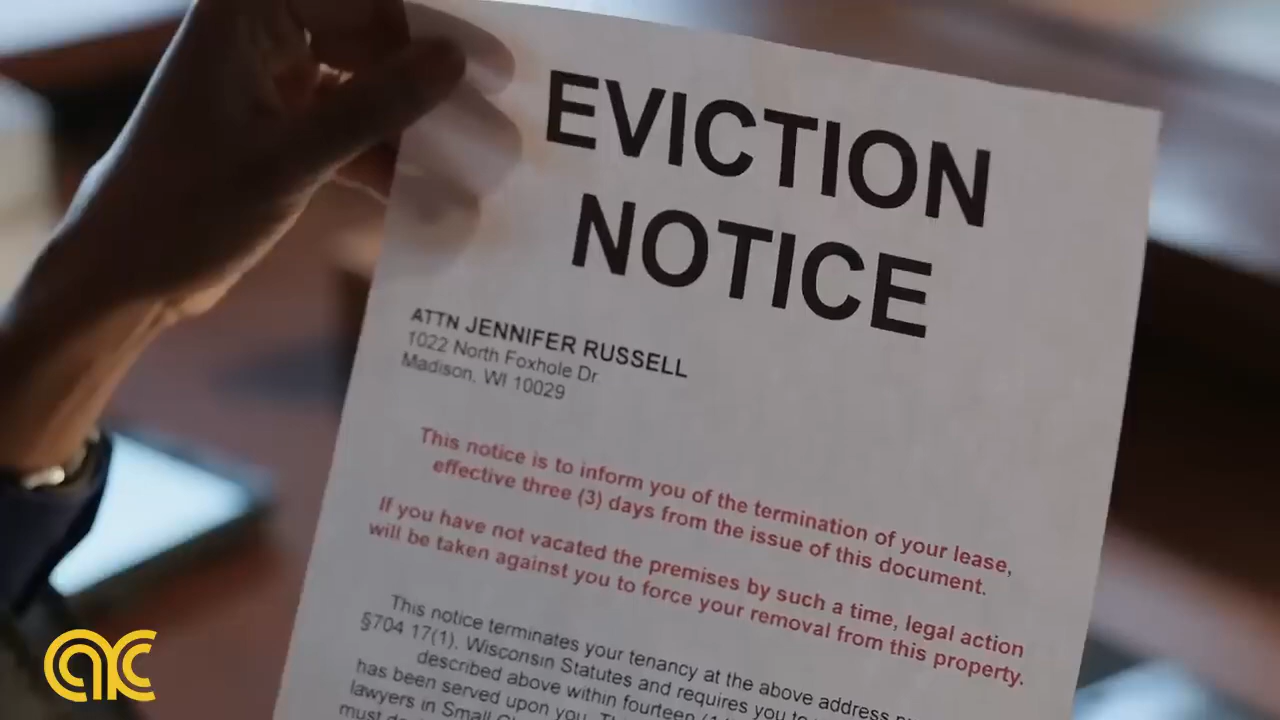 EVICTION
NOTICE
ATTN JENNIFER RUSSELL
1022 North Foxhole Dr
Madison, WI 10029
This notice is to inform you of the termination of your lease,
effective three (3) days from the issue of this document.
If you have not vacated the premises by such a time, legal action
will be taken against you to force your removal from this property.
This notice terminates your tenancy at the above address
§704 17(1). Wisconsin Statutes and requires you to
described above within fourteen
has been served upon you.
lawyers in Small
must
ac